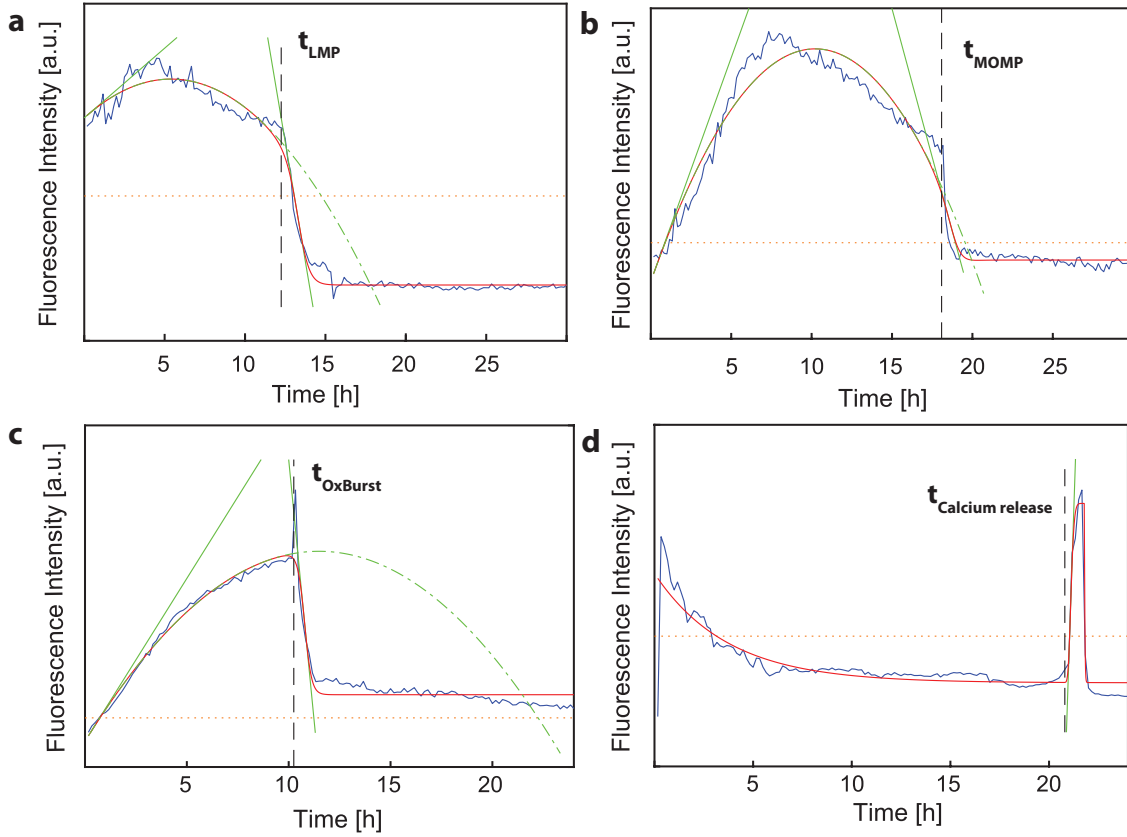 a
t LMP
Fluorescence Intensity [a.u.]
0 5 10 15 20 25
Time [h]
b
t MOMP
Fluorescence Intensity [a.u.]
5 10 15 20 25
Time [h]
c
t OxBurst
Fluorescence Intensity [a.u.]
5 10 15 20
Time [h]
d
t Calcium release
Fluorescence Intensity [a.u.]
5 10 15 20
Time [h]